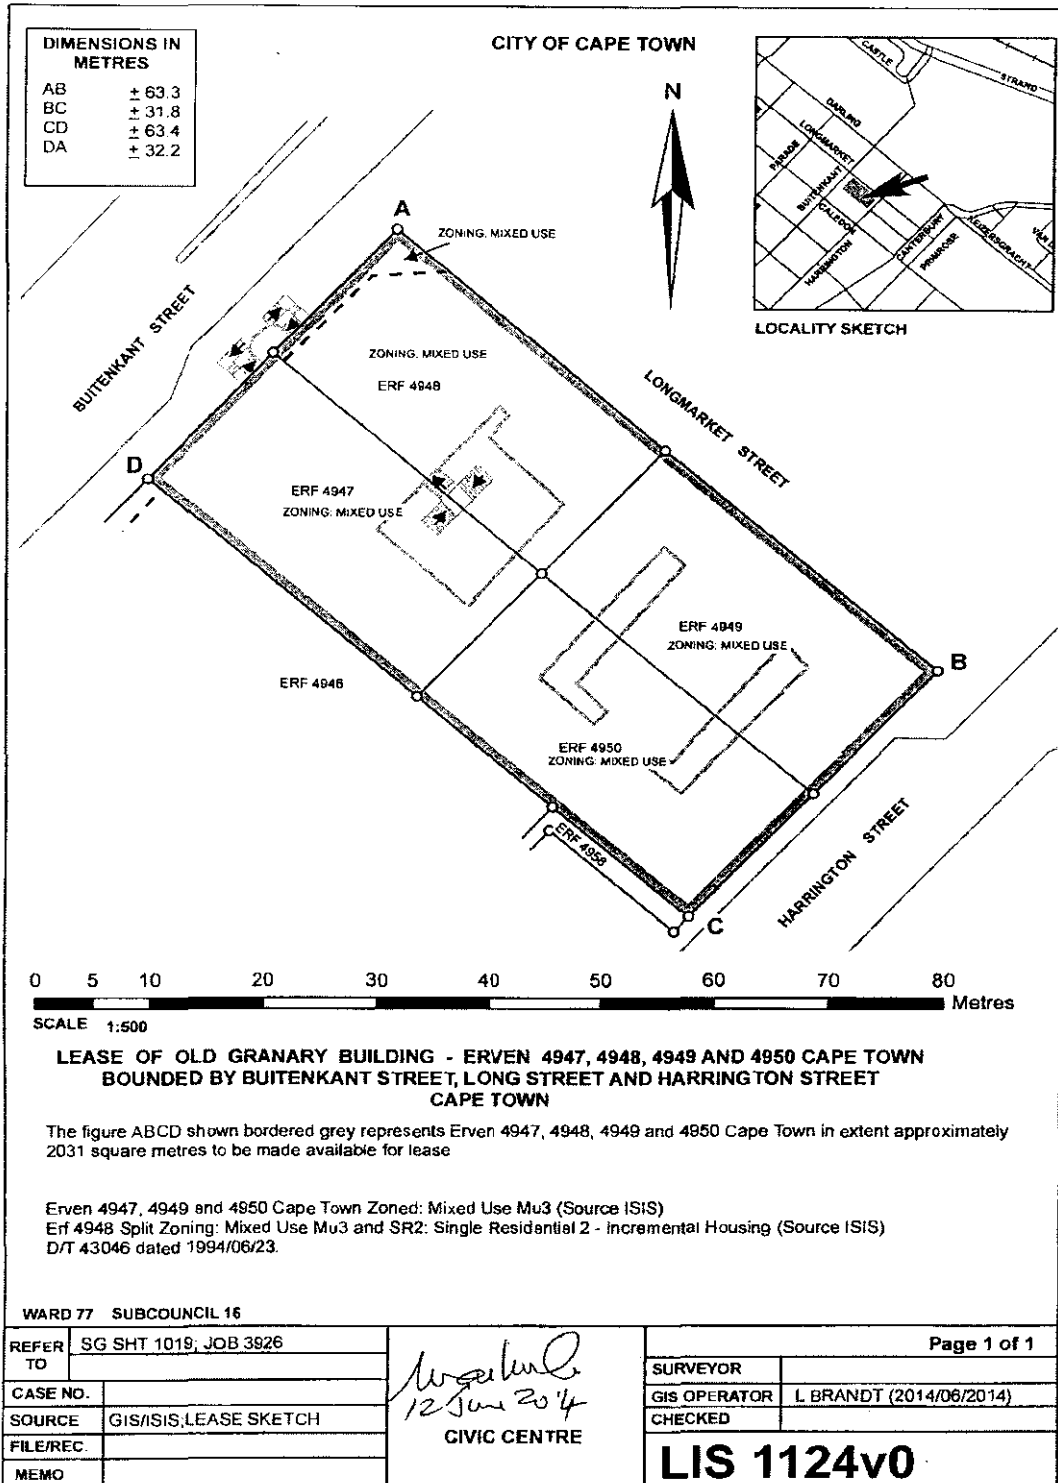 DIMENSIONS IN
METRES
AB ± 63.3
BC ± 31.8
CD ± 63.4
DA ± 32.2
CITY OF CAPE TOWN
N
CASTLE
STRAND
DARLING
LONGMARKET
PARADE
BUITENKANT
CALEDON
HARRINGTON
CANTERBURY
PRIMROSE
KEIZERSGRACHT
LOCALITY SKETCH
A
ZONING: MIXED USE
BUITENKANT STREET
ZONING: MIXED USE
ERF 4948
LONGMARKET STREET
D
ERF 4947
ZONING: MIXED USE
ERF 4949
ZONING: MIXED USE
B
ERF 4946
ERF 4950
ZONING: MIXED USE
ERF 4958
HARRINGTON STREET
C
0 5 10 20 30 40 50 60 70 80
Metres
SCALE 1:500
LEASE OF OLD GRANARY BUILDING - ERVEN 4947, 4948, 4949 AND 4950 CAPE TOWN
BOUNDED BY BUITENKANT STREET, LONG STREET AND HARRINGTON STREET
CAPE TOWN
The figure ABCD shown bordered grey represents Erven 4947, 4948, 4949 and 4950 Cape Town in extent approximately
2031 square metres to be made available for lease
Erven 4947, 4949 and 4950 Cape Town Zoned: Mixed Use Mu3 (Source ISIS)
Erf 4948 Split Zoning: Mixed Use Mu3 and SR2: Single Residential 2 - Incremental Housing (Source ISIS)
D/T 43046 dated 1994/06/23.
WARD 77 SUBCOUNCIL 16
REFER TO SG SHT 1019; JOB 3926
CASE NO.
SOURCE GIS/ISIS;LEASE SKETCH
FILE/REC.
MEMO
12 June 2014
CIVIC CENTRE
Page 1 of 1
SURVEYOR
GIS OPERATOR L BRANDT (2014/06/2014)
CHECKED
LIS 1124v0